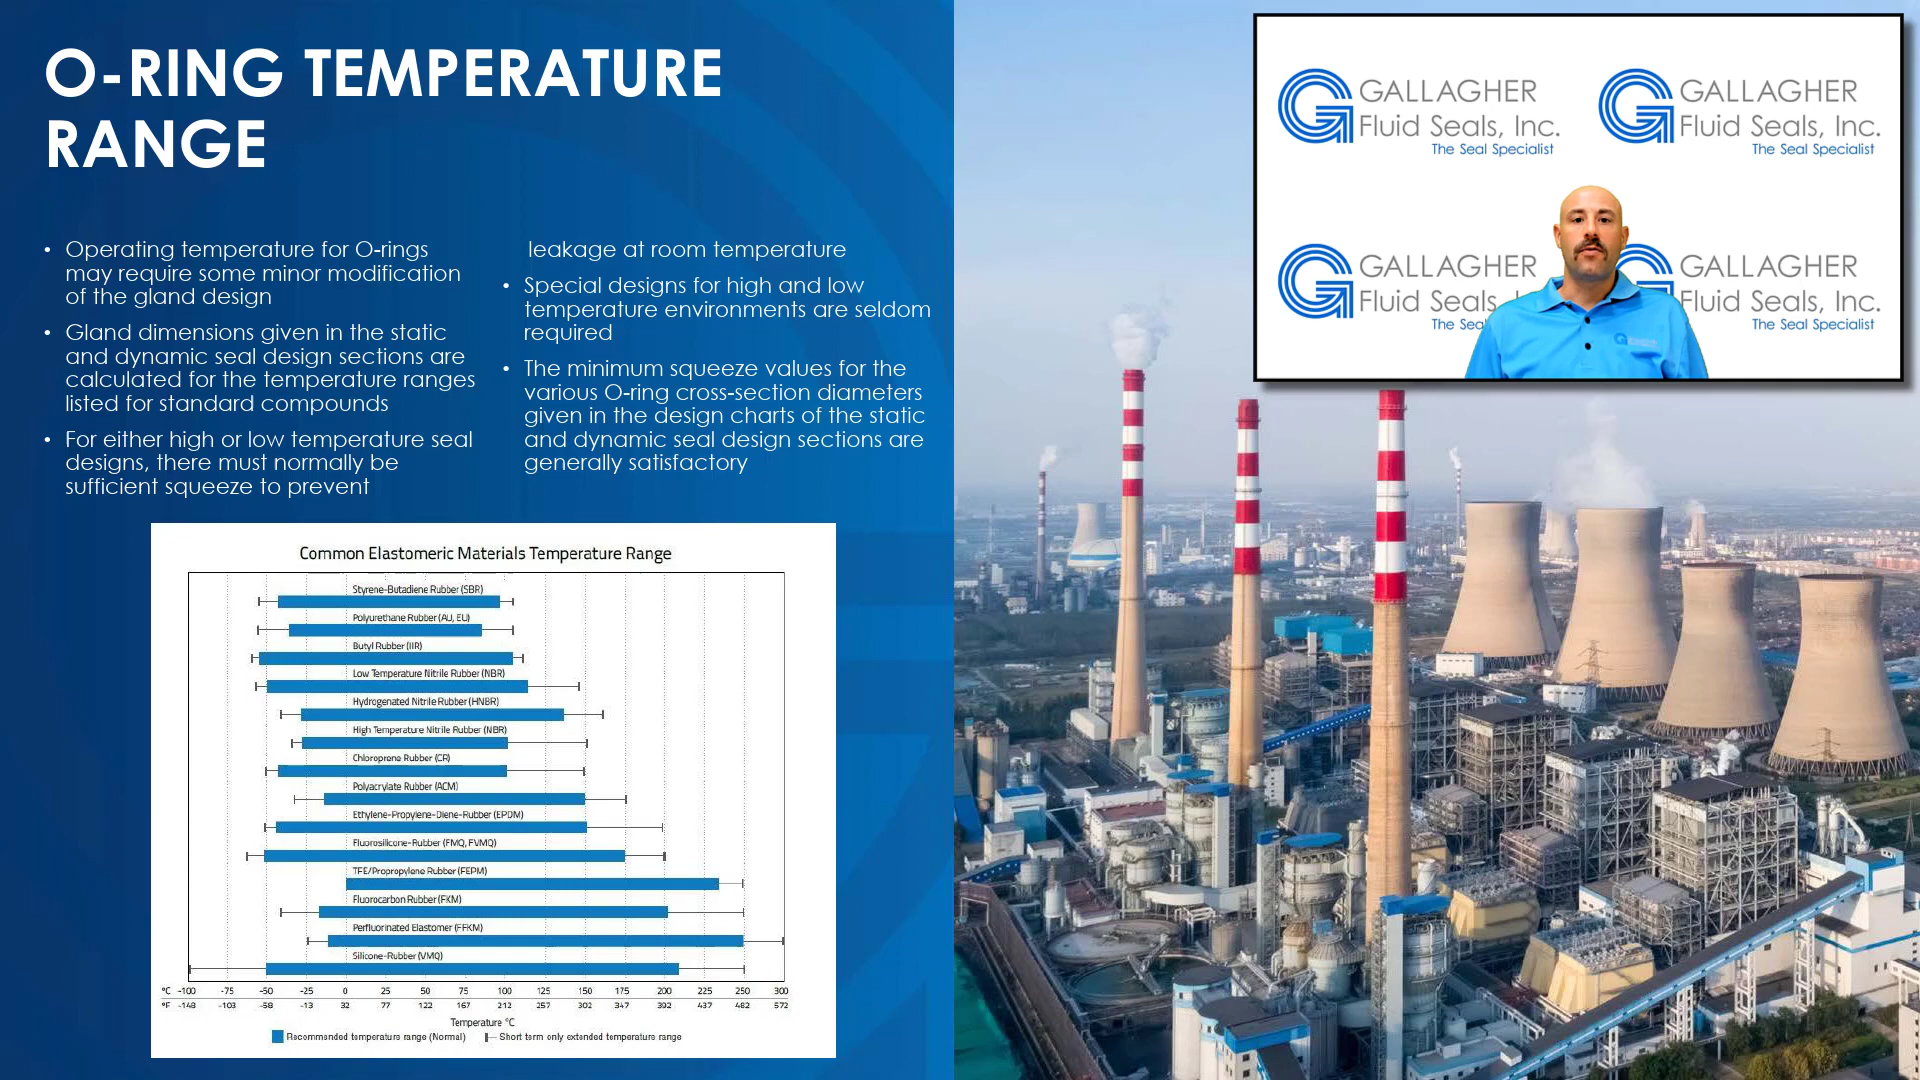 O-RING TEMPERATURE
RANGE
• Operating temperature for O-rings
may require some minor modification
of the gland design
• Gland dimensions given in the static
and dynamic seal design sections are
calculated for the temperature ranges
listed for standard compounds
• For either high or low temperature seal
designs, there must normally be
sufficient squeeze to prevent
leakage at room temperature
• Special designs for high and low
temperature environments are seldom
required
• The minimum squeeze values for the
various O-ring cross-section diameters
given in the design charts of the static
and dynamic seal design sections are
generally satisfactory
Common Elastomeric Materials Temperature Range
Styrene-Butadiene Rubber (SBR)
Polyurethane Rubber (AU, EU)
Butyl Rubber (IIR)
Low Temperature Nitrile Rubber (NBR)
Hydrogenated Nitrile Rubber (HNBR)
High Temperature Nitrile Rubber (NBR)
Chloroprene Rubber (CR)
Polyacrylate Rubber (ACM)
Ethylene-Propylene-Diene-Rubber (EPDM)
Fluorosilicone-Rubber (FMQ, FVMQ)
TFE/Propropylene Rubber (FEPM)
Fluorocarbon Rubber (FKM)
Perfluorinated Elastomer (FFKM)
Silicone-Rubber (VMQ)
°C -100 -75 -50 -25 0 25 50 75 100 125 150 175 200 225 250 300
°F -148 -103 -58 -13 32 77 122 167 212 257 302 347 392 437 482 572
Temperature °C
Recommended temperature range (Normal) Short term only extended temperature range
GALLAGHER
Fluid Seals, Inc.
The Seal Specialist
GALLAGHER
Fluid Seals, Inc.
The Seal Specialist
GALLAGHER
Fluid Seals, I
The Sea
GALLAGHER
Fluid Seals, Inc.
The Seal Specialist